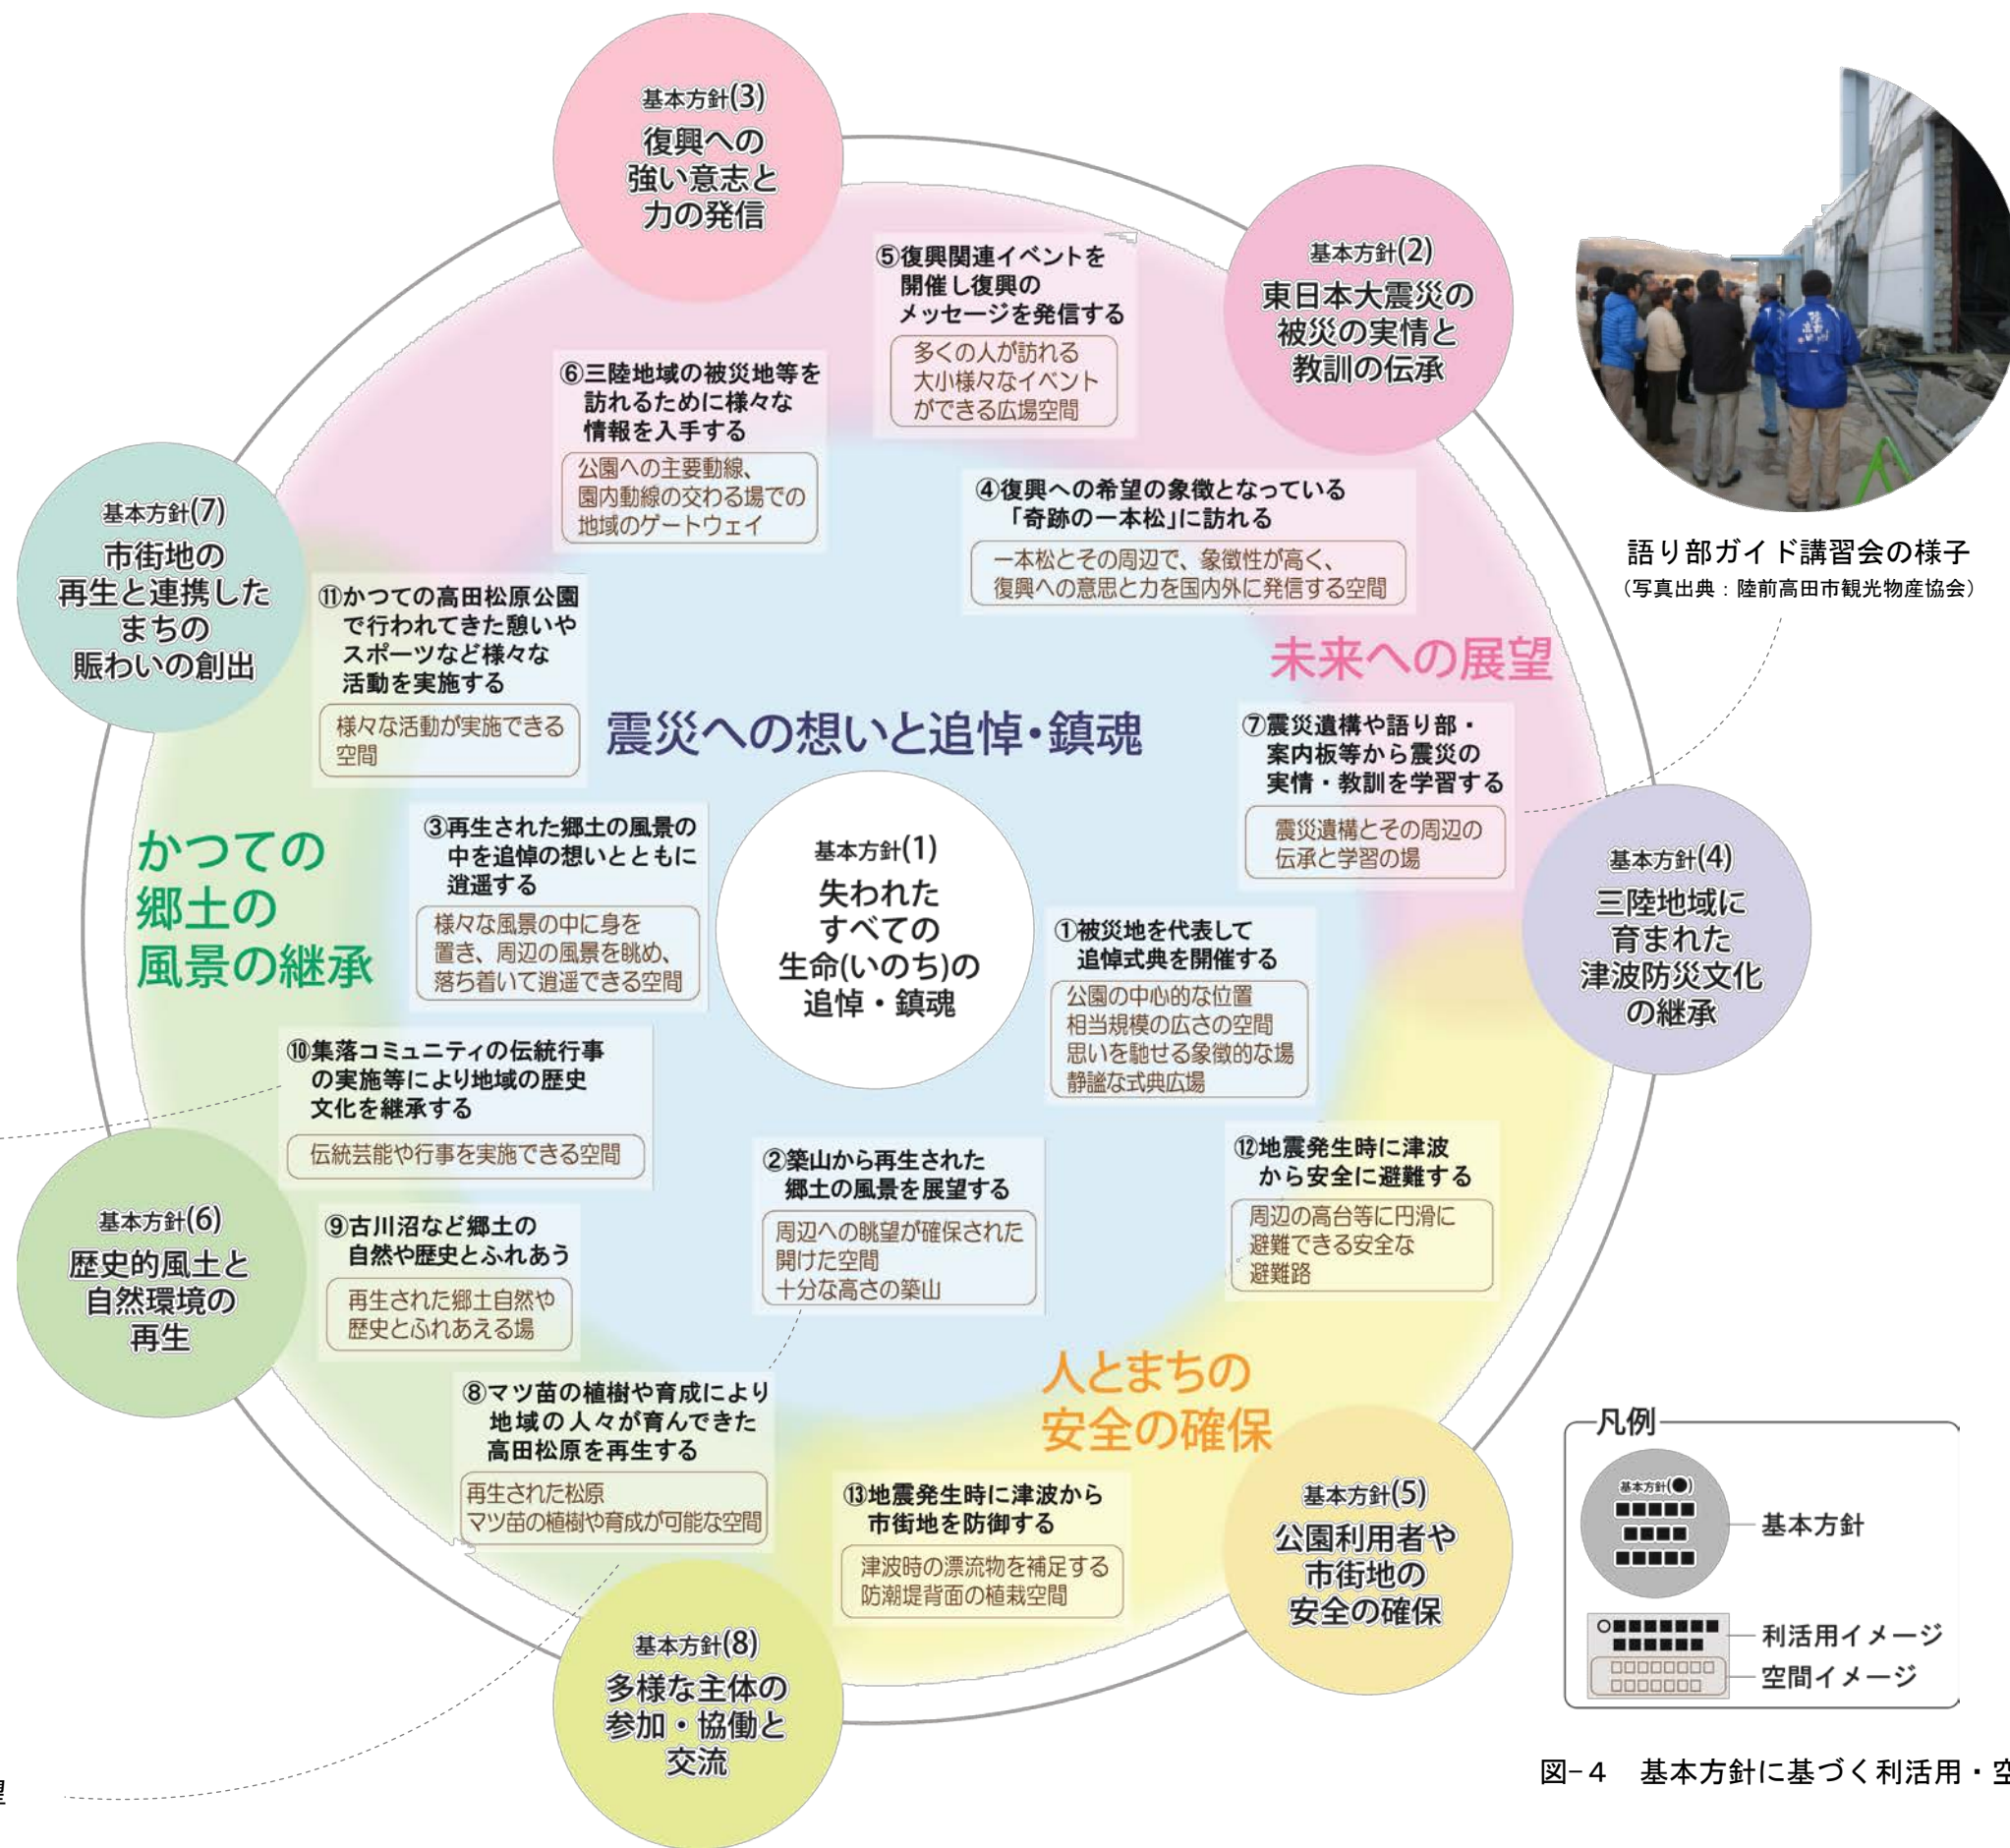 基本方針(3)
復興への
強い意志と
力の発信
基本方針(2)
東日本大震災の
被災の実情と
教訓の伝承
⑤復興関連イベントを
開催し復興の
メッセージを発信する
多くの人が訪れる
大小様々なイベント
ができる広場空間
⑥三陸地域の被災地等を
訪れるために様々な
情報を入手する
公園への主要動線、
園内動線の交わる場での
地域のゲートウェイ
④復興への希望の象徴となっている
「奇跡の一本松」に訪れる
一本松とその周辺で、象徴性が高く、
復興への意思と力を国内外に発信する空間
語り部ガイド講習会の様子
（写真出典：陸前高田市観光物産協会）
基本方針(7)
市街地の
再生と連携した
まちの
賑わいの創出
⑪かつての高田松原公園
で行われてきた憩いや
スポーツなど様々な
活動を実施する
様々な活動が実施できる
空間
未来への展望
震災への想いと追悼・鎮魂
⑦震災遺構や語り部・
案内板等から震災の
実情・教訓を学習する
震災遺構とその周辺の
伝承と学習の場
かつての
郷土の
風景の継承
③再生された郷土の風景の
中を追悼の想いとともに
逍遥する
様々な風景の中に身を
置き、周辺の風景を眺め、
落ち着いて逍遥できる空間
基本方針(1)
失われた
すべての
生命(いのち)の
追悼・鎮魂
①被災地を代表して
追悼式典を開催する
公園の中心的な位置
相当規模の広さの空間
思いを馳せる象徴的な場
静謐な式典広場
基本方針(4)
三陸地域に
育まれた
津波防災文化
の継承
⑩集落コミュニティの伝統行事
の実施等により地域の歴史
文化を継承する
伝統芸能や行事を実施できる空間
②築山から再生された
郷土の風景を展望する
周辺への眺望が確保された
開けた空間
十分な高さの築山
⑫地震発生時に津波
から安全に避難する
周辺の高台等に円滑に
避難できる安全な
避難路
基本方針(6)
歴史的風土と
自然環境の
再生
⑨古川沼など郷土の
自然や歴史とふれあう
再生された郷土自然や
歴史とふれあえる場
⑧マツ苗の植樹や育成により
地域の人々が育んできた
高田松原を再生する
再生された松原
マツ苗の植樹や育成が可能な空間
人とまちの
安全の確保
⑬地震発生時に津波から
市街地を防御する
津波時の漂流物を補足する
防潮堤背面の植栽空間
基本方針(5)
公園利用者や
市街地の
安全の確保
基本方針(8)
多様な主体の
参加・協働と
交流
凡例
基本方針(●)
■■■■■
■■■■
■■■■■
基本方針
○■■■■■■■■
■■■■■■
利活用イメージ
□□□□□□□□
□□□□□□□
空間イメージ
望
図-4　基本方針に基づく利活用・空